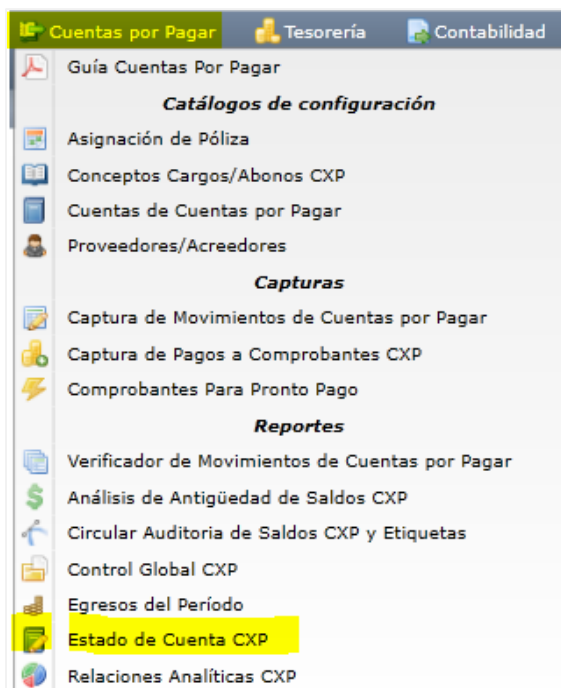 Cuentas por Pagar Tesorería Contabilidad
Guía Cuentas Por Pagar
Catálogos de configuración
Asignación de Póliza
Conceptos Cargos/Abonos CXP
Cuentas de Cuentas por Pagar
Proveedores/Acreedores
Capturas
Captura de Movimientos de Cuentas por Pagar
Captura de Pagos a Comprobantes CXP
Comprobantes Para Pronto Pago
Reportes
Verificador de Movimientos de Cuentas por Pagar
Análisis de Antigüedad de Saldos CXP
Circular Auditoria de Saldos CXP y Etiquetas
Control Global CXP
Egresos del Período
Estado de Cuenta CXP
Relaciones Analíticas CXP